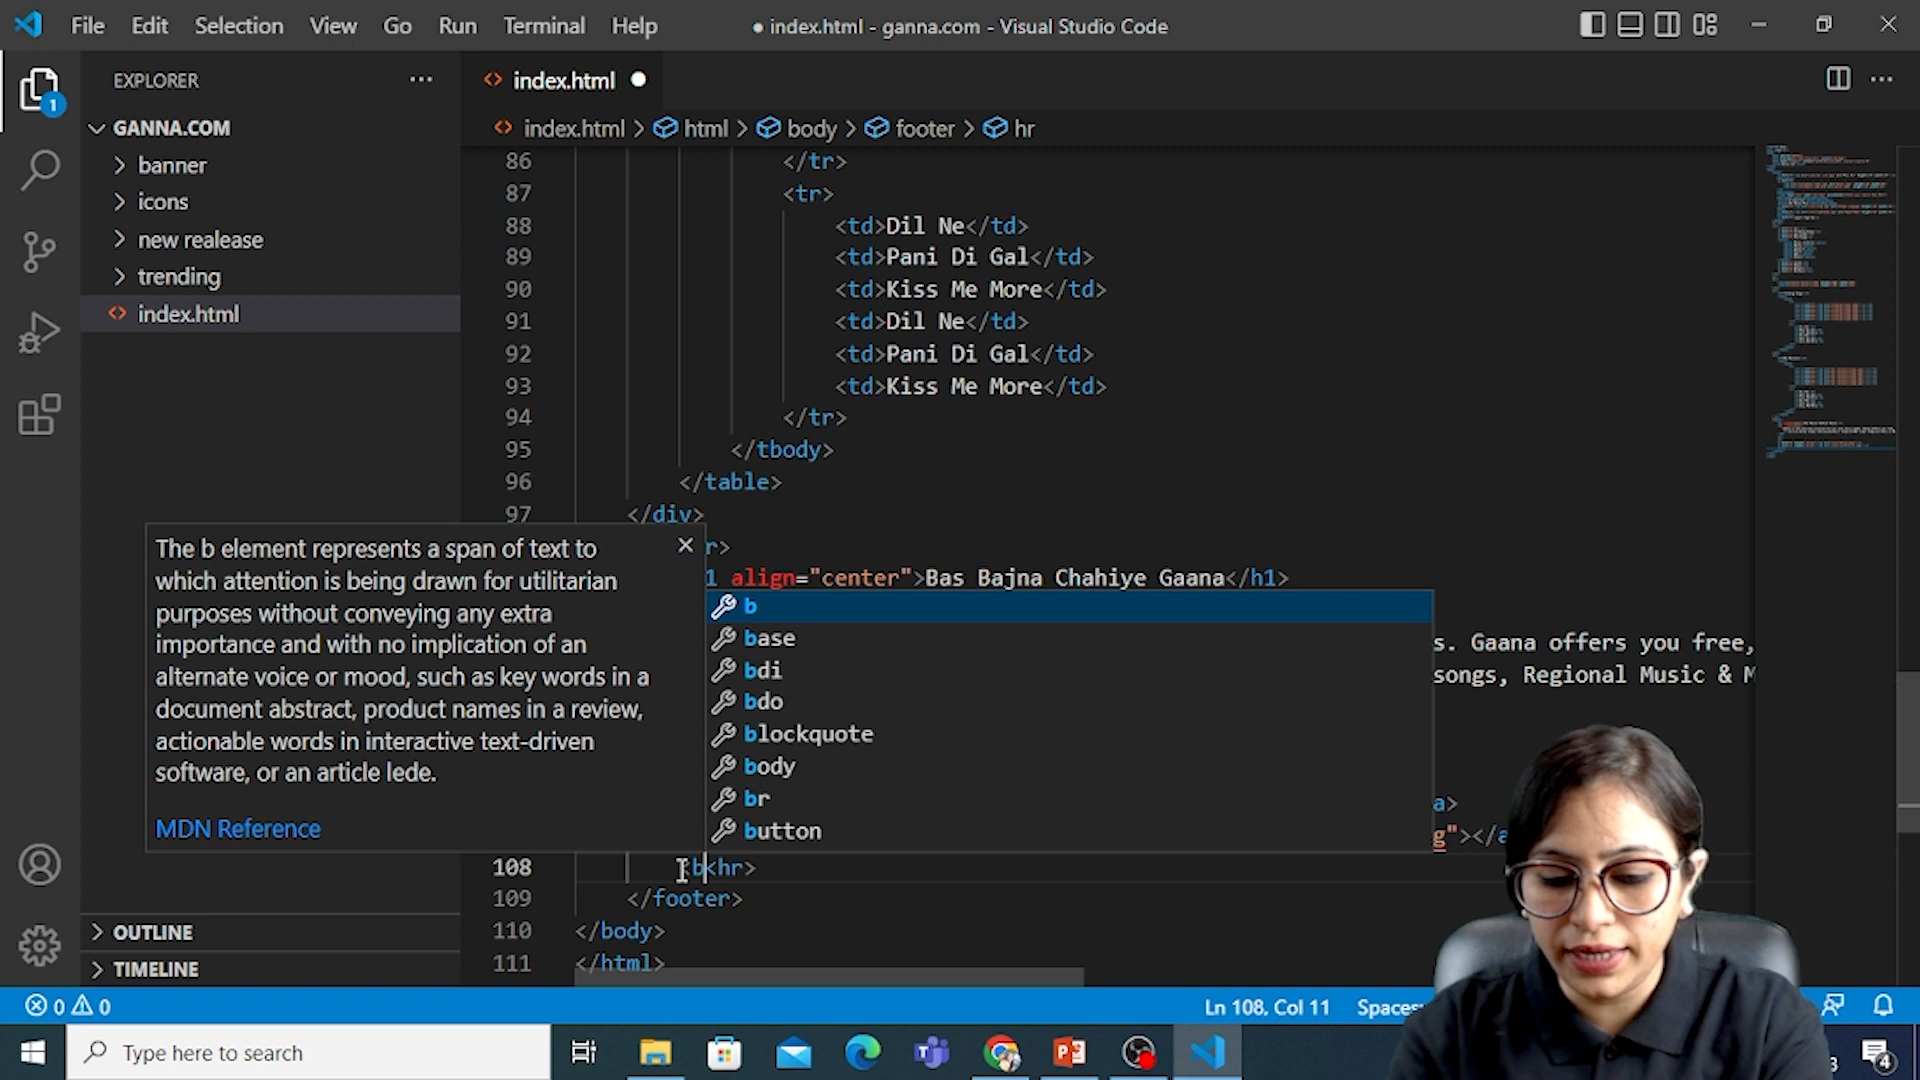 File Edit Selection View Go Run Terminal Help
● index.html - ganna.com - Visual Studio Code
EXPLORER
1
GANNA.COM
banner
icons
new realease
trending
index.html
OUTLINE
TIMELINE
index.html
index.html > html > body > footer > hr
86 </tr>
87 <tr>
88 <td>Dil Ne</td>
89 <td>Pani Di Gal</td>
90 <td>Kiss Me More</td>
91 <td>Dil Ne</td>
92 <td>Pani Di Gal</td>
93 <td>Kiss Me More</td>
94 </tr>
95 </tbody>
96 </table>
97 </div>
r>
1 align="center">Bas Bajna Chahiye Gaana</h1>
s. Gaana offers you free,
songs, Regional Music & M
a>
g"></a
The b element represents a span of text to
which attention is being drawn for utilitarian
purposes without conveying any extra
importance and with no implication of an
alternate voice or mood, such as key words in a
document abstract, product names in a review,
actionable words in interactive text-driven
software, or an article lede.
MDN Reference
b
base
bdi
bdo
blockquote
body
br
button
108 <b<hr>
109 </footer>
110 </body>
111 </html>
0 0
Ln 108, Col 11 Spaces:
Type here to search
3
4